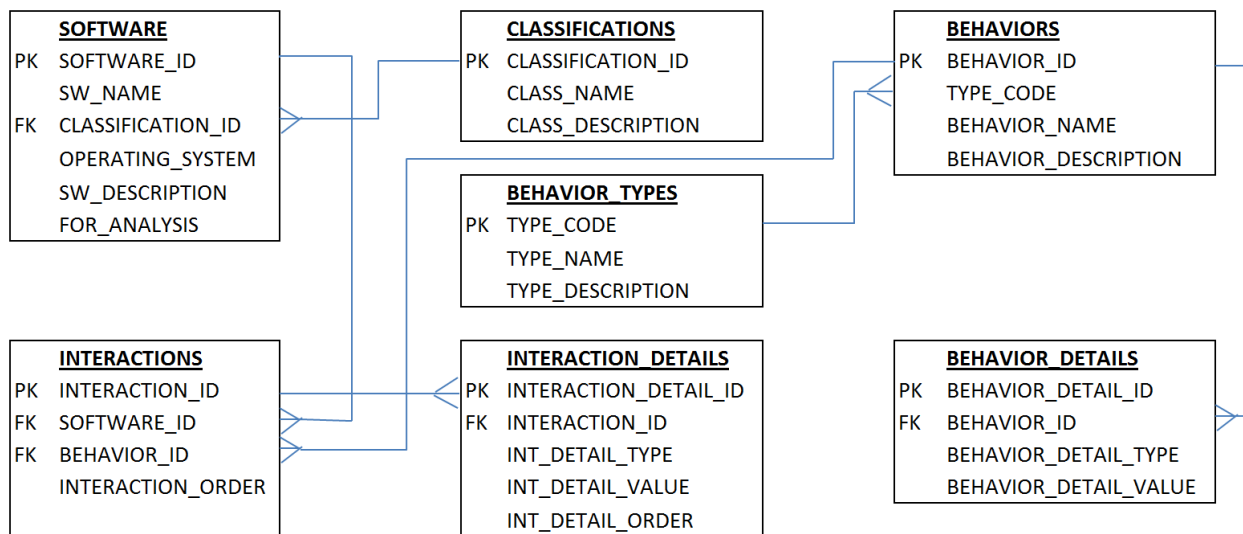 SOFTWARE
PK SOFTWARE_ID
SW_NAME
FK CLASSIFICATION_ID
OPERATING_SYSTEM
SW_DESCRIPTION
FOR_ANALYSIS
CLASSIFICATIONS
PK CLASSIFICATION_ID
CLASS_NAME
CLASS_DESCRIPTION
BEHAVIORS
PK BEHAVIOR_ID
TYPE_CODE
BEHAVIOR_NAME
BEHAVIOR_DESCRIPTION
BEHAVIOR_TYPES
PK TYPE_CODE
TYPE_NAME
TYPE_DESCRIPTION
INTERACTIONS
PK INTERACTION_ID
FK SOFTWARE_ID
FK BEHAVIOR_ID
INTERACTION_ORDER
INTERACTION_DETAILS
PK INTERACTION_DETAIL_ID
FK INTERACTION_ID
INT_DETAIL_TYPE
INT_DETAIL_VALUE
INT_DETAIL_ORDER
BEHAVIOR_DETAILS
PK BEHAVIOR_DETAIL_ID
FK BEHAVIOR_ID
BEHAVIOR_DETAIL_TYPE
BEHAVIOR_DETAIL_VALUE